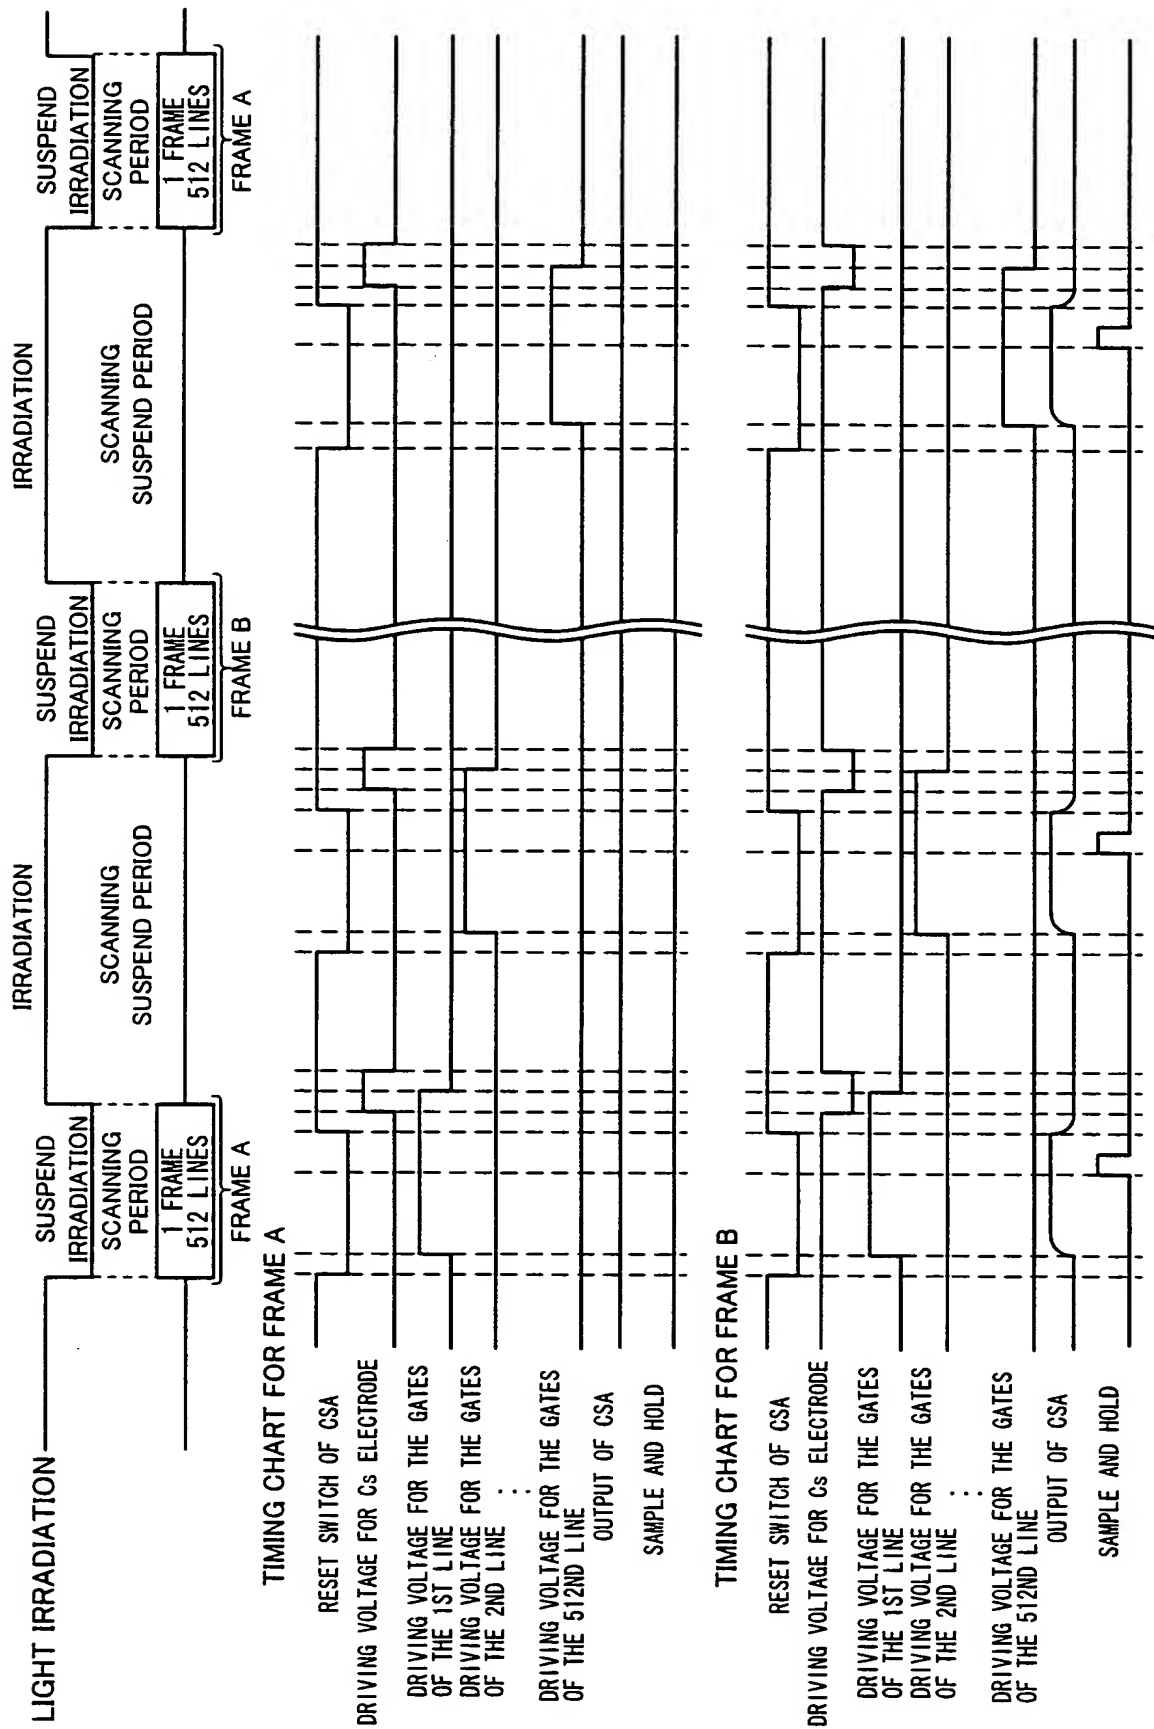 LIGHT IRRADIATION
SUSPEND
IRRADIATION
IRRADIATION
SUSPEND
IRRADIATION
IRRADIATION
SUSPEND
IRRADIATION
SCANNING
PERIOD
SCANNING
SUSPEND PERIOD
SCANNING
PERIOD
SCANNING
SUSPEND PERIOD
SCANNING
PERIOD
1 FRAME
512 LINES
1 FRAME
512 LINES
1 FRAME
512 LINES
FRAME A
FRAME B
FRAME A
TIMING CHART FOR FRAME A
RESET SWITCH OF CSA
DRIVING VOLTAGE FOR Cs ELECTRODE
DRIVING VOLTAGE FOR THE GATES
OF THE 1ST LINE
DRIVING VOLTAGE FOR THE GATES
OF THE 2ND LINE
DRIVING VOLTAGE FOR THE GATES
OF THE 512ND LINE
OUTPUT OF CSA
SAMPLE AND HOLD
TIMING CHART FOR FRAME B
RESET SWITCH OF CSA
DRIVING VOLTAGE FOR Cs ELECTRODE
DRIVING VOLTAGE FOR THE GATES
OF THE 1ST LINE
DRIVING VOLTAGE FOR THE GATES
OF THE 2ND LINE
DRIVING VOLTAGE FOR THE GATES
OF THE 512ND LINE
OUTPUT OF CSA
SAMPLE AND HOLD